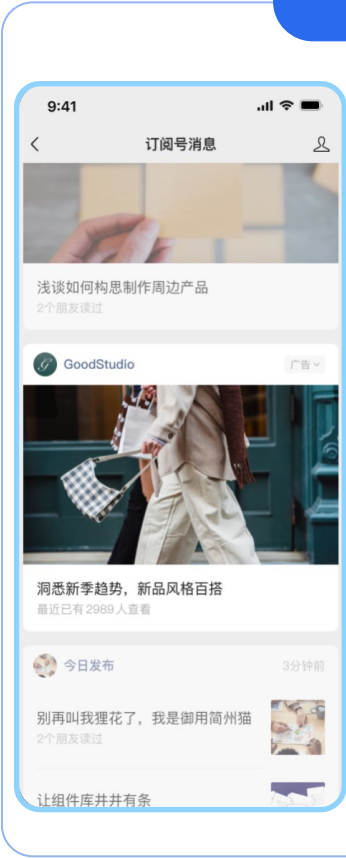 9:41
订阅号消息
浅谈如何构思制作周边产品
2个朋友读过
GoodStudio
广告
洞悉新季趋势，新品风格百搭
最近已有2989人查看
今日发布
3分钟前
别再叫我狸花了，我是御用简州猫
2个朋友读过
让组件库井井有条